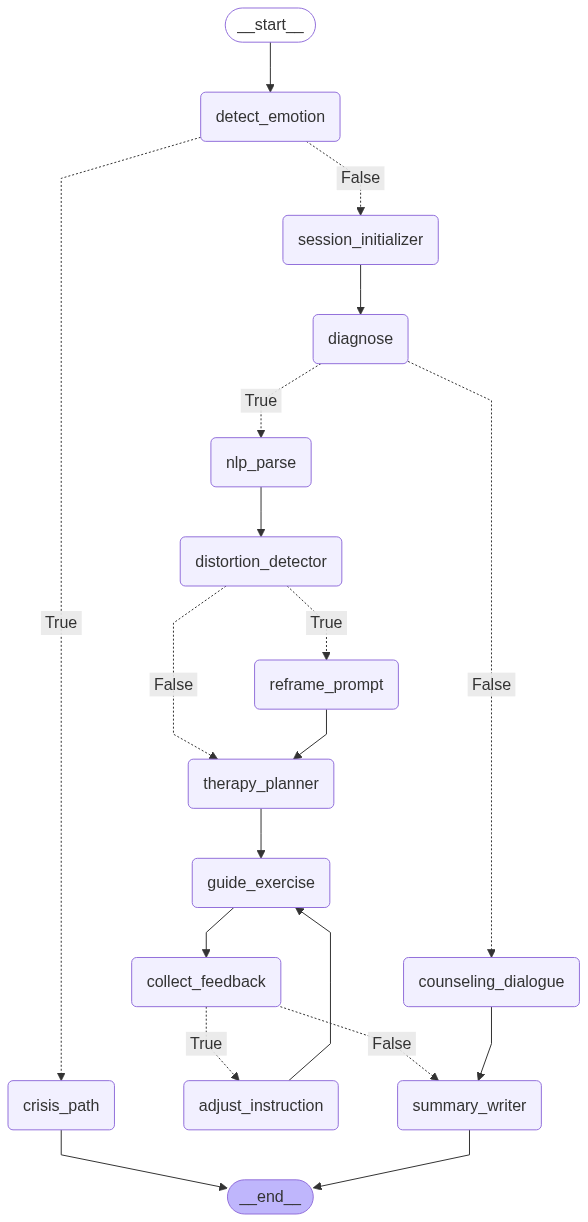 __start__
detect_emotion
False
session_initializer
diagnose
True
nlp_parse
distortion_detector
True
True
False
reframe_prompt
False
therapy_planner
guide_exercise
collect_feedback
counseling_dialogue
True
False
crisis_path
adjust_instruction
summary_writer
__end__